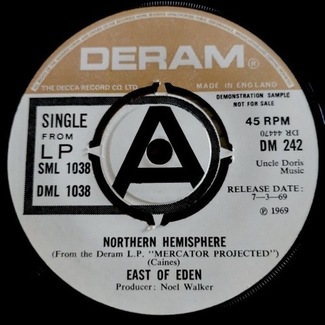 DERAM®
THE DECCA RECORD CO. LTD.
MADE IN ENGLAND
DEMONSTRATION SAMPLE
NOT FOR SALE
SINGLE
FROM
LP
SML 1038
DML 1038
A
45 RPM
DR 44470
DM 242
Uncle Doris
Music
RELEASE DATE:
7–3–69
℗ 1969
NORTHERN HEMISPHERE
(From the Deram L.P. "MERCATOR PROJECTED")
(Caines)
EAST OF EDEN
Producer: Noel Walker